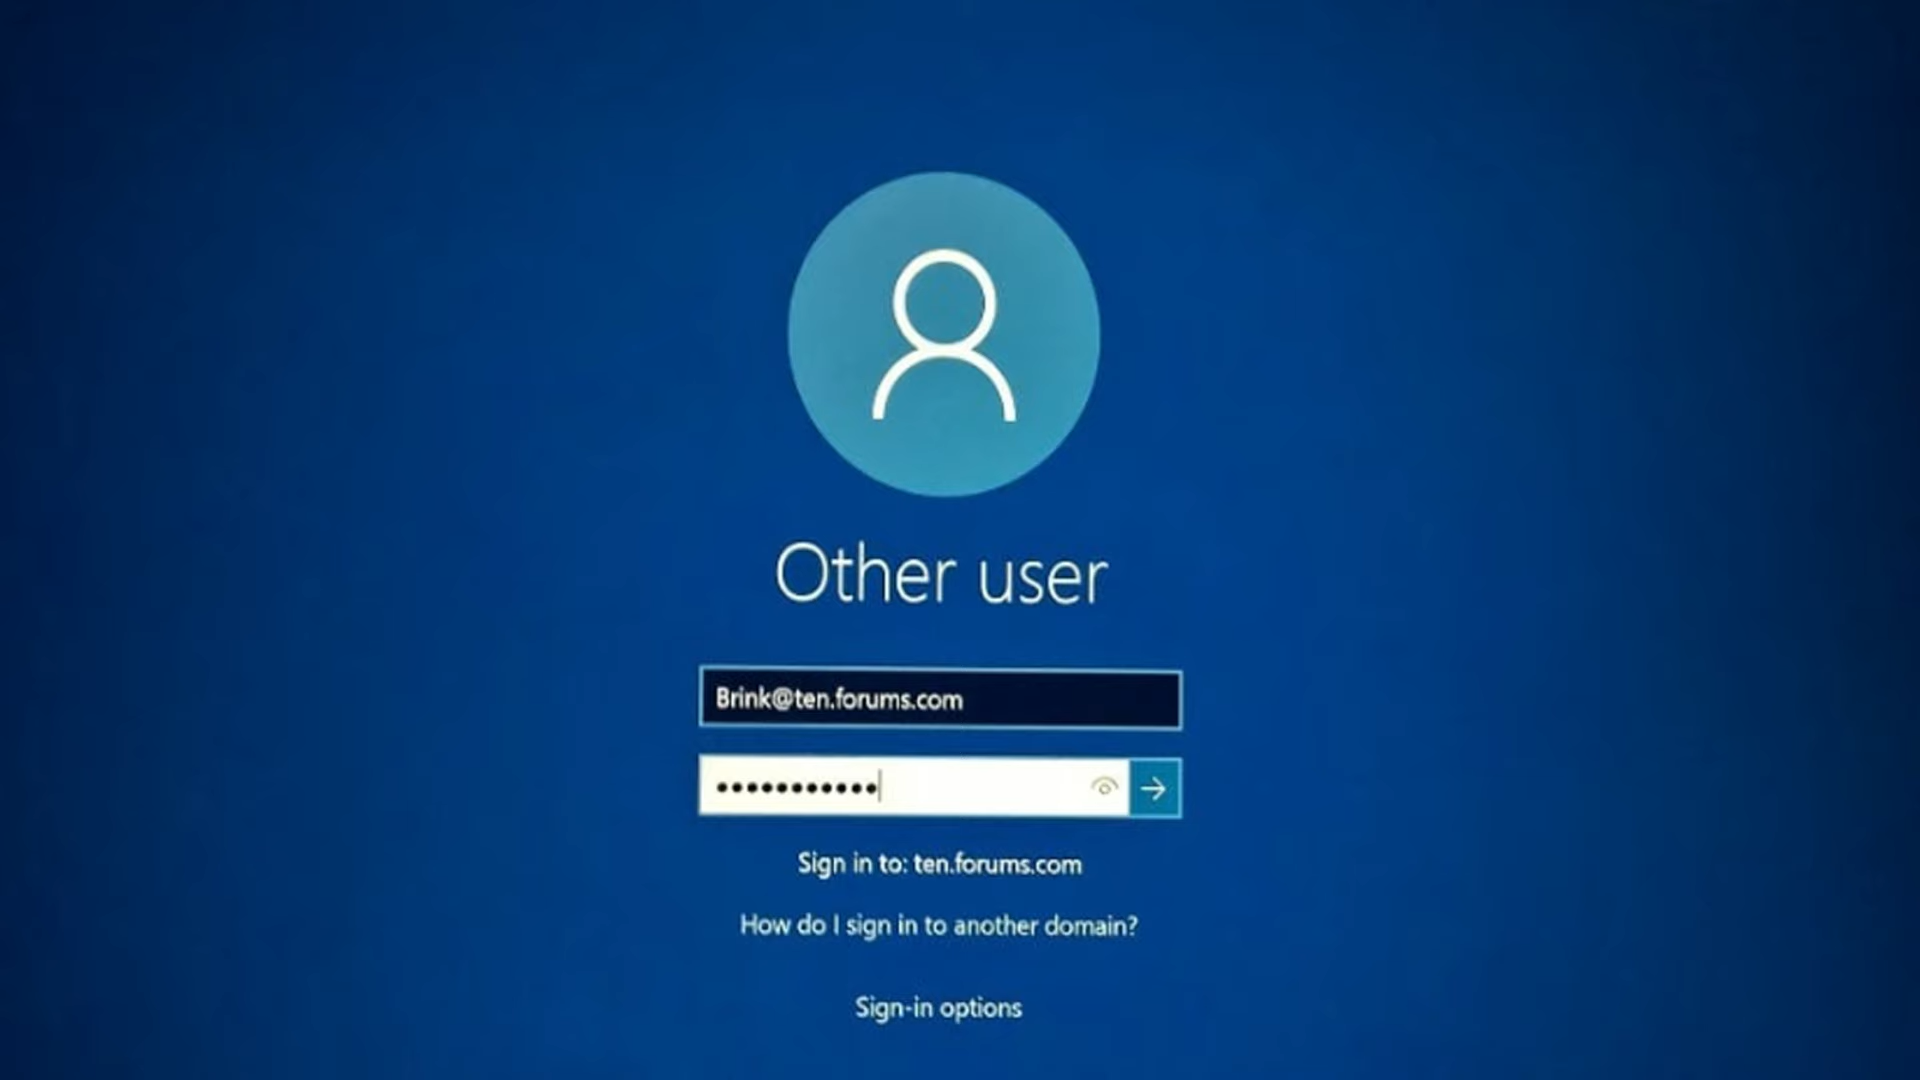 Other user
Brink@ten.forums.com
Sign in to: ten.forums.com
How do I sign in to another domain?
Sign-in options